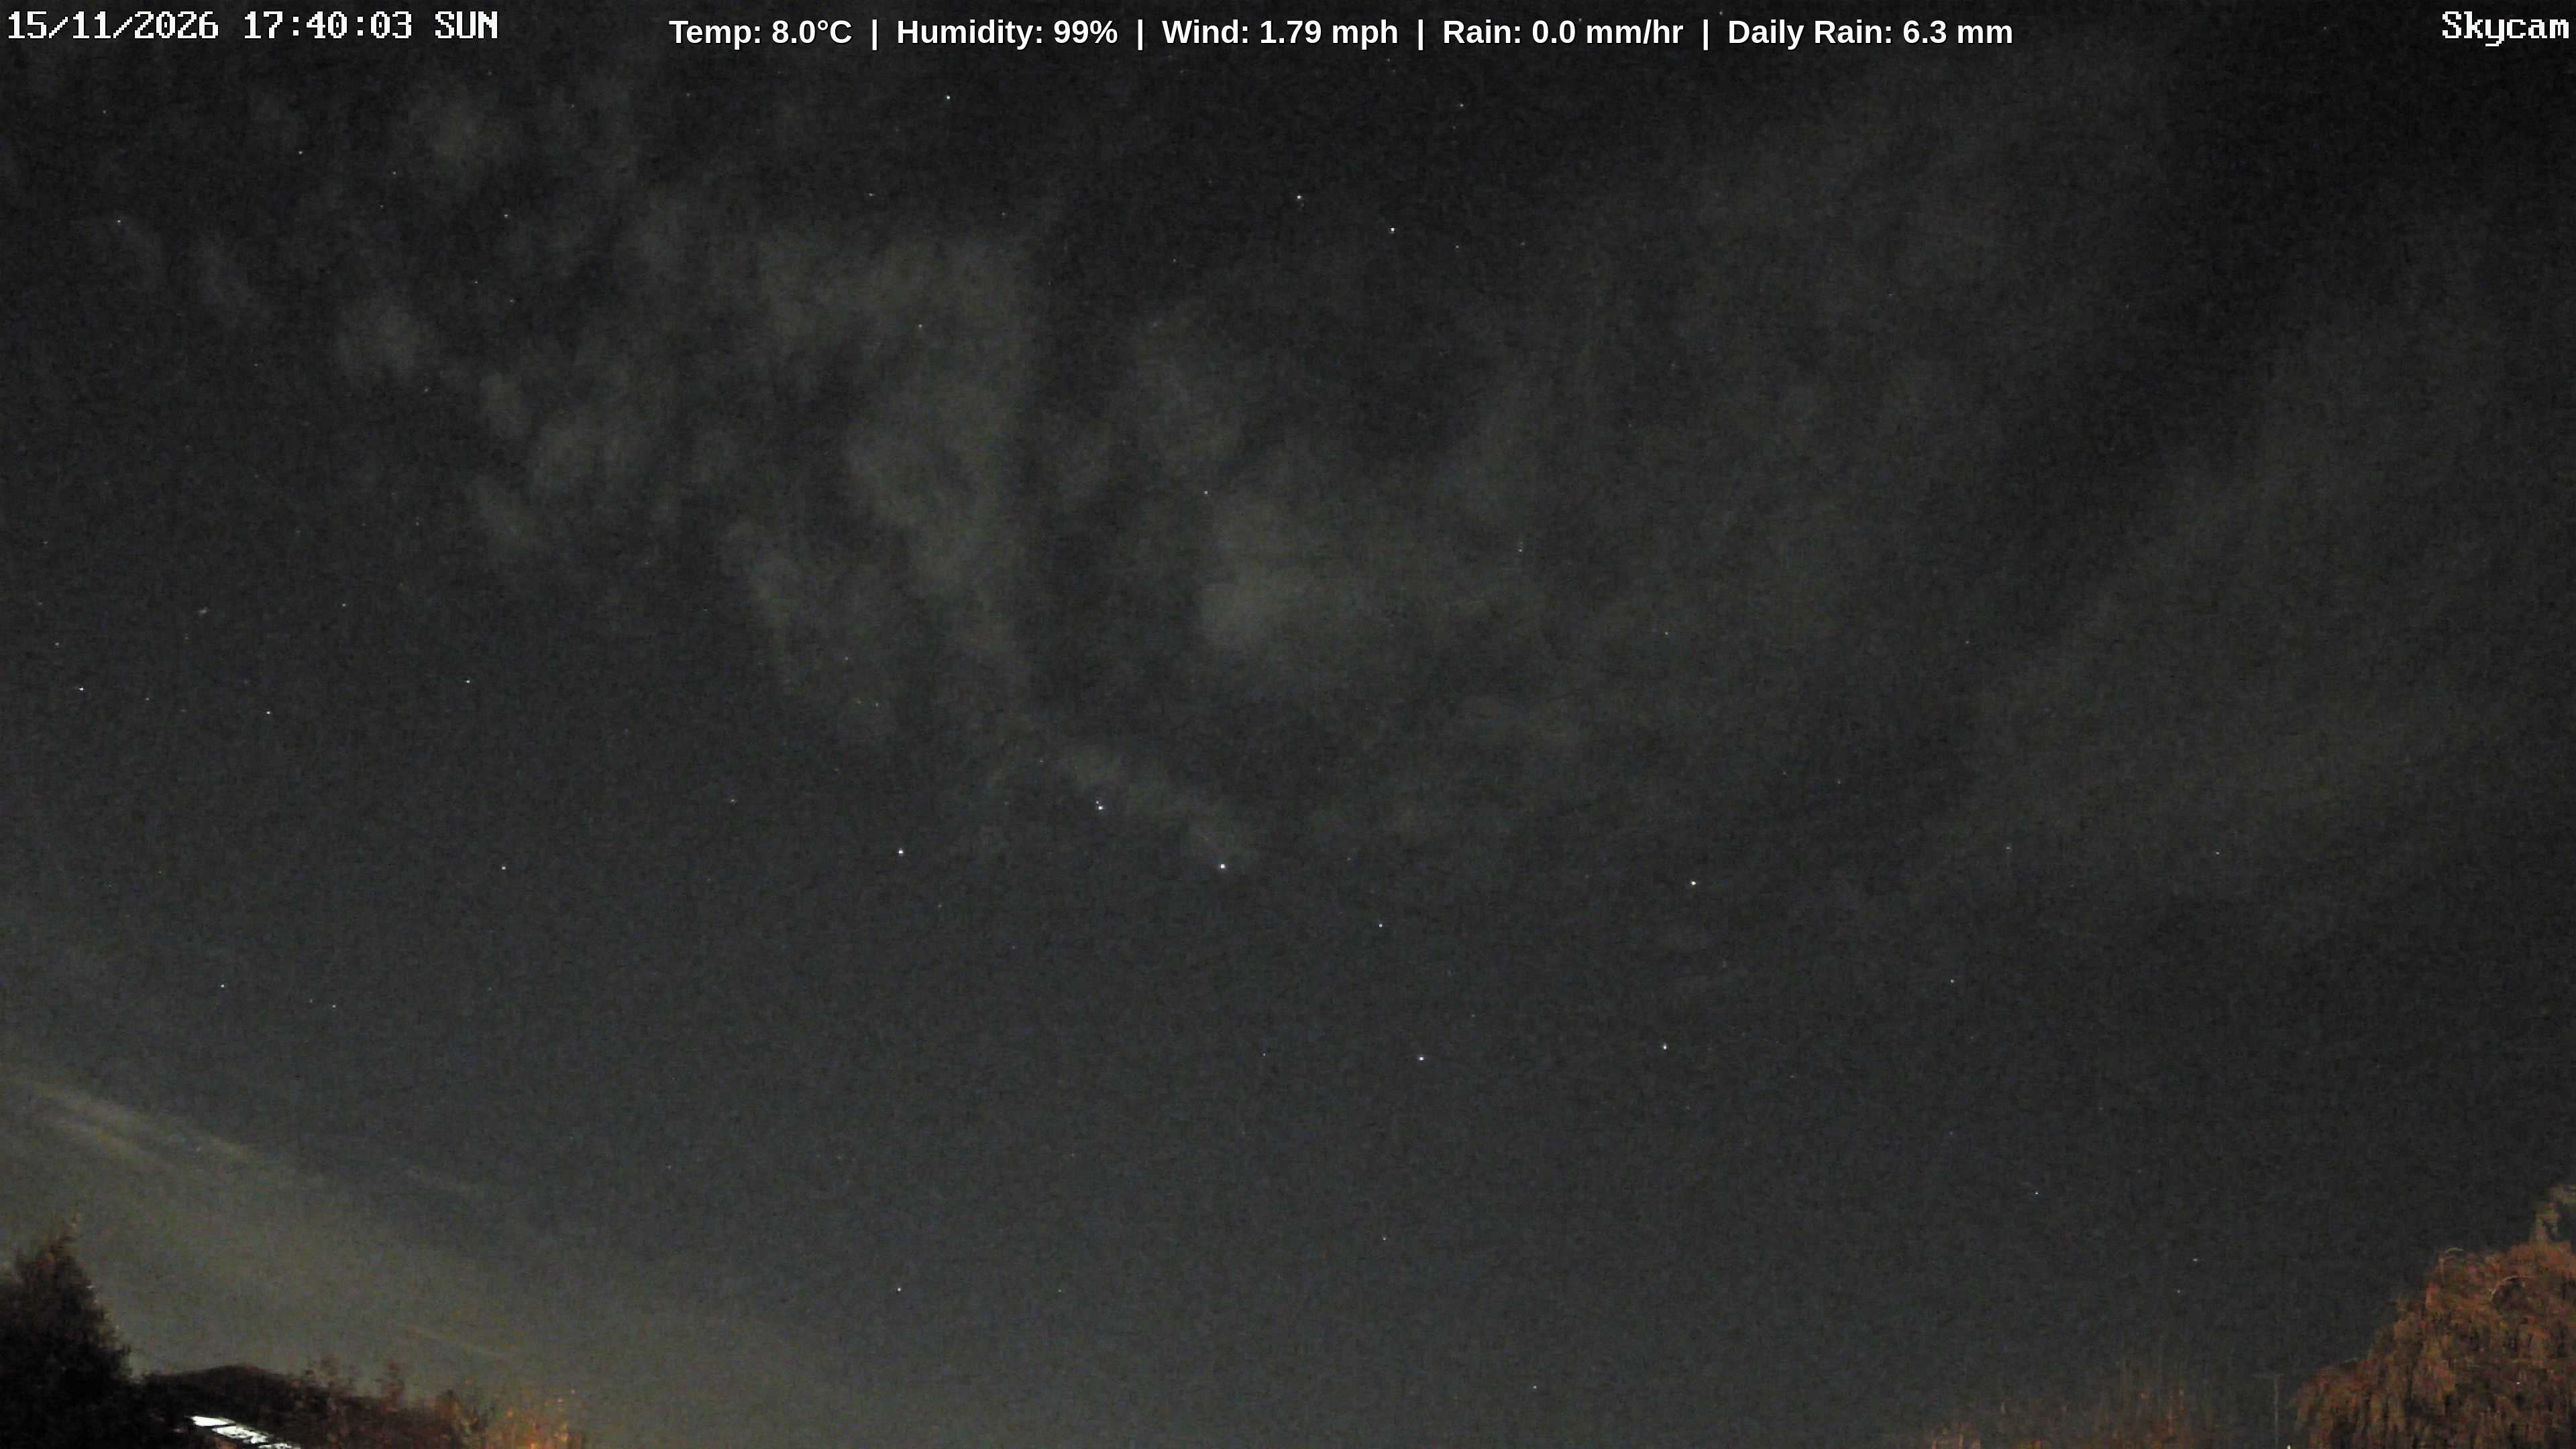 15/11/2026 17:40:03 SUN
Temp: 8.0°C | Humidity: 99% | Wind: 1.79 mph | Rain: 0.0 mm/hr | Daily Rain: 6.3 mm
Skycam